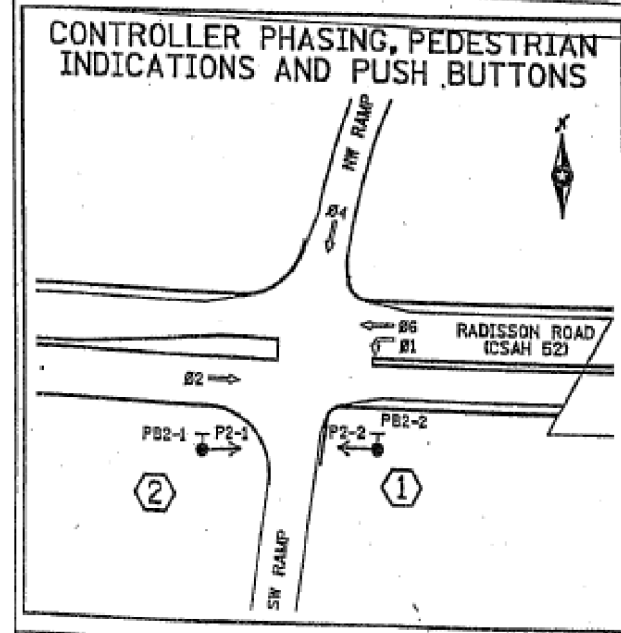 CONTROLLER PHASING, PEDESTRIAN
INDICATIONS AND PUSH BUTTONS
NW RAMP
N
Ø4
Ø6
RADISSON ROAD
Ø1
(CSAH 52)
Ø2
PB2-2
PB2-1
P2-1
P2-2
2
1
SW RAMP